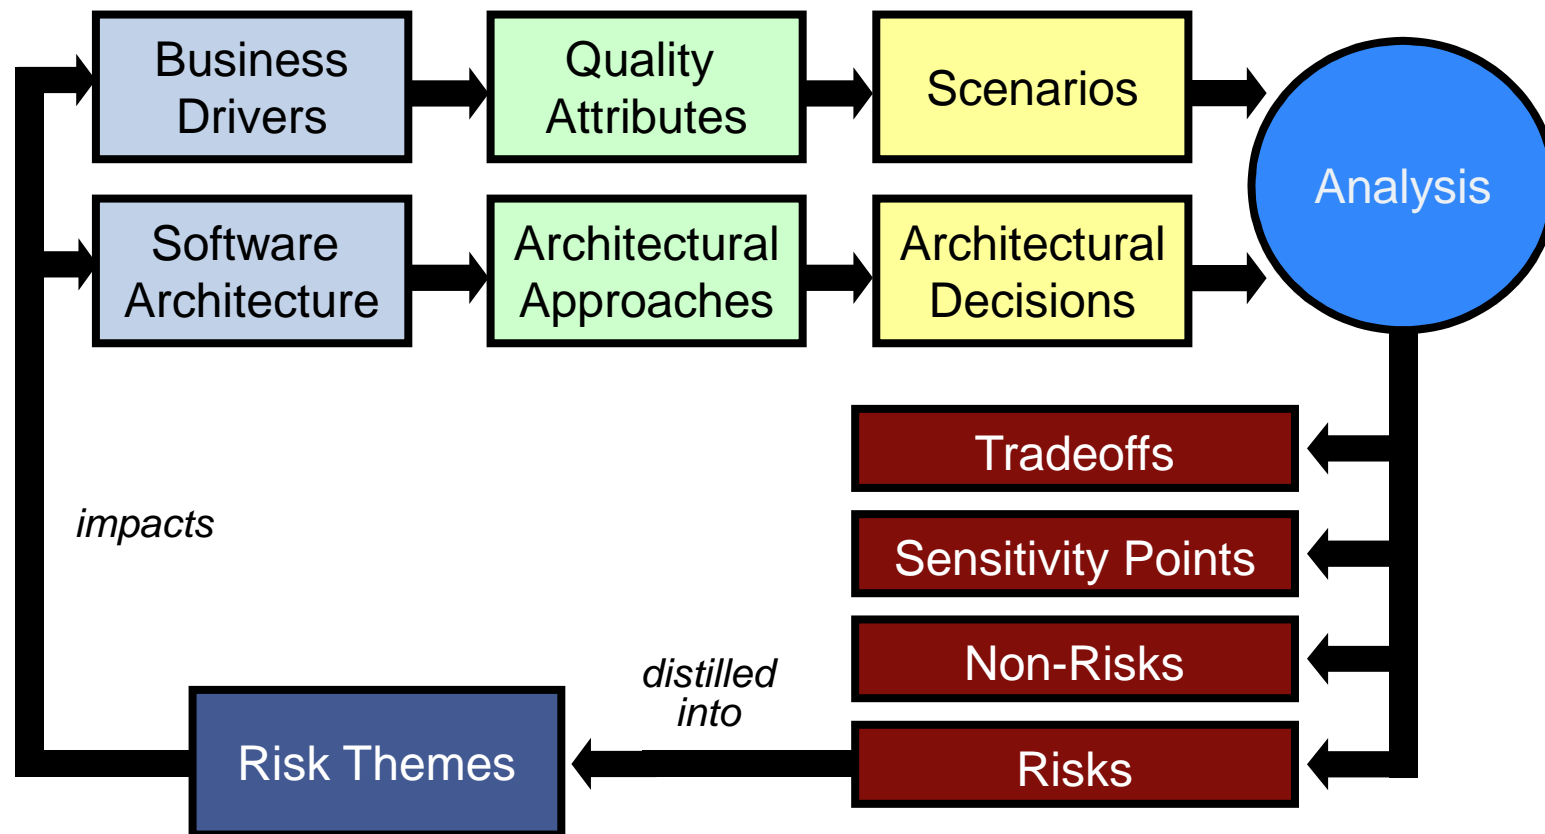 Business
Drivers
Quality
Attributes
Scenarios
Analysis
Software
Architecture
Architectural
Approaches
Architectural
Decisions
Tradeoffs
impacts
Sensitivity Points
Non-Risks
distilled
into
Risk Themes
Risks